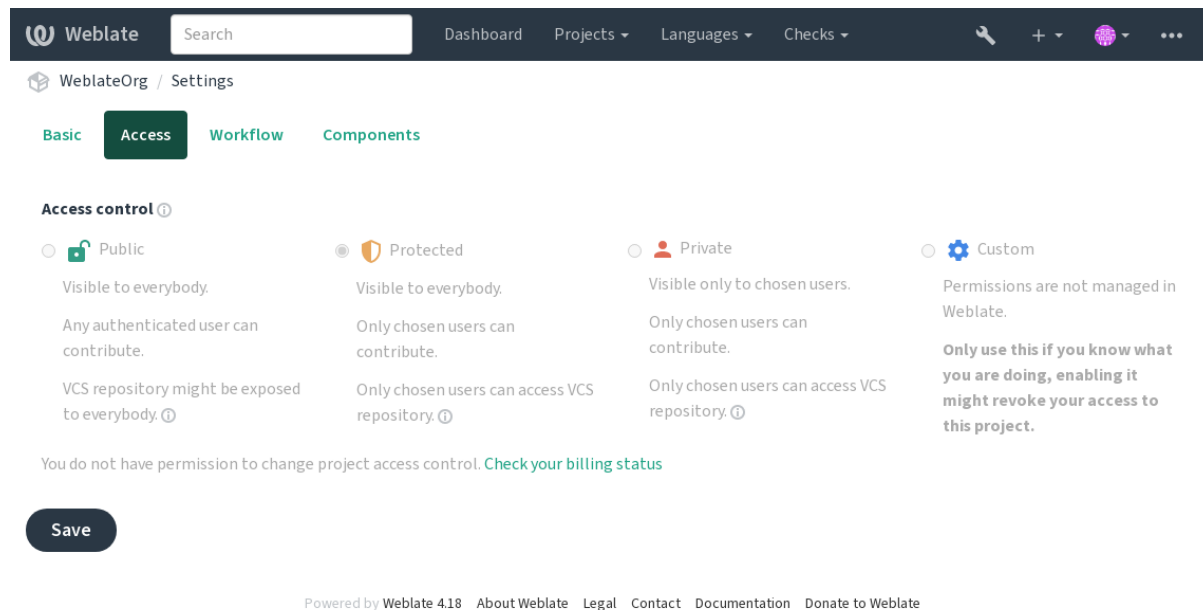 Weblate Search Dashboard Projects Languages Checks
WeblateOrg / Settings
Basic Access Workflow Components
Access control
Public
Visible to everybody.
Any authenticated user can
contribute.
VCS repository might be exposed
to everybody.
Protected
Visible to everybody.
Only chosen users can
contribute.
Only chosen users can access VCS
repository.
Private
Visible only to chosen users.
Only chosen users can
contribute.
Only chosen users can access VCS
repository.
Custom
Permissions are not managed in
Weblate.
Only use this if you know what
you are doing, enabling it
might revoke your access to
this project.
You do not have permission to change project access control. Check your billing status
Save
Powered by Weblate 4.18 About Weblate Legal Contact Documentation Donate to Weblate